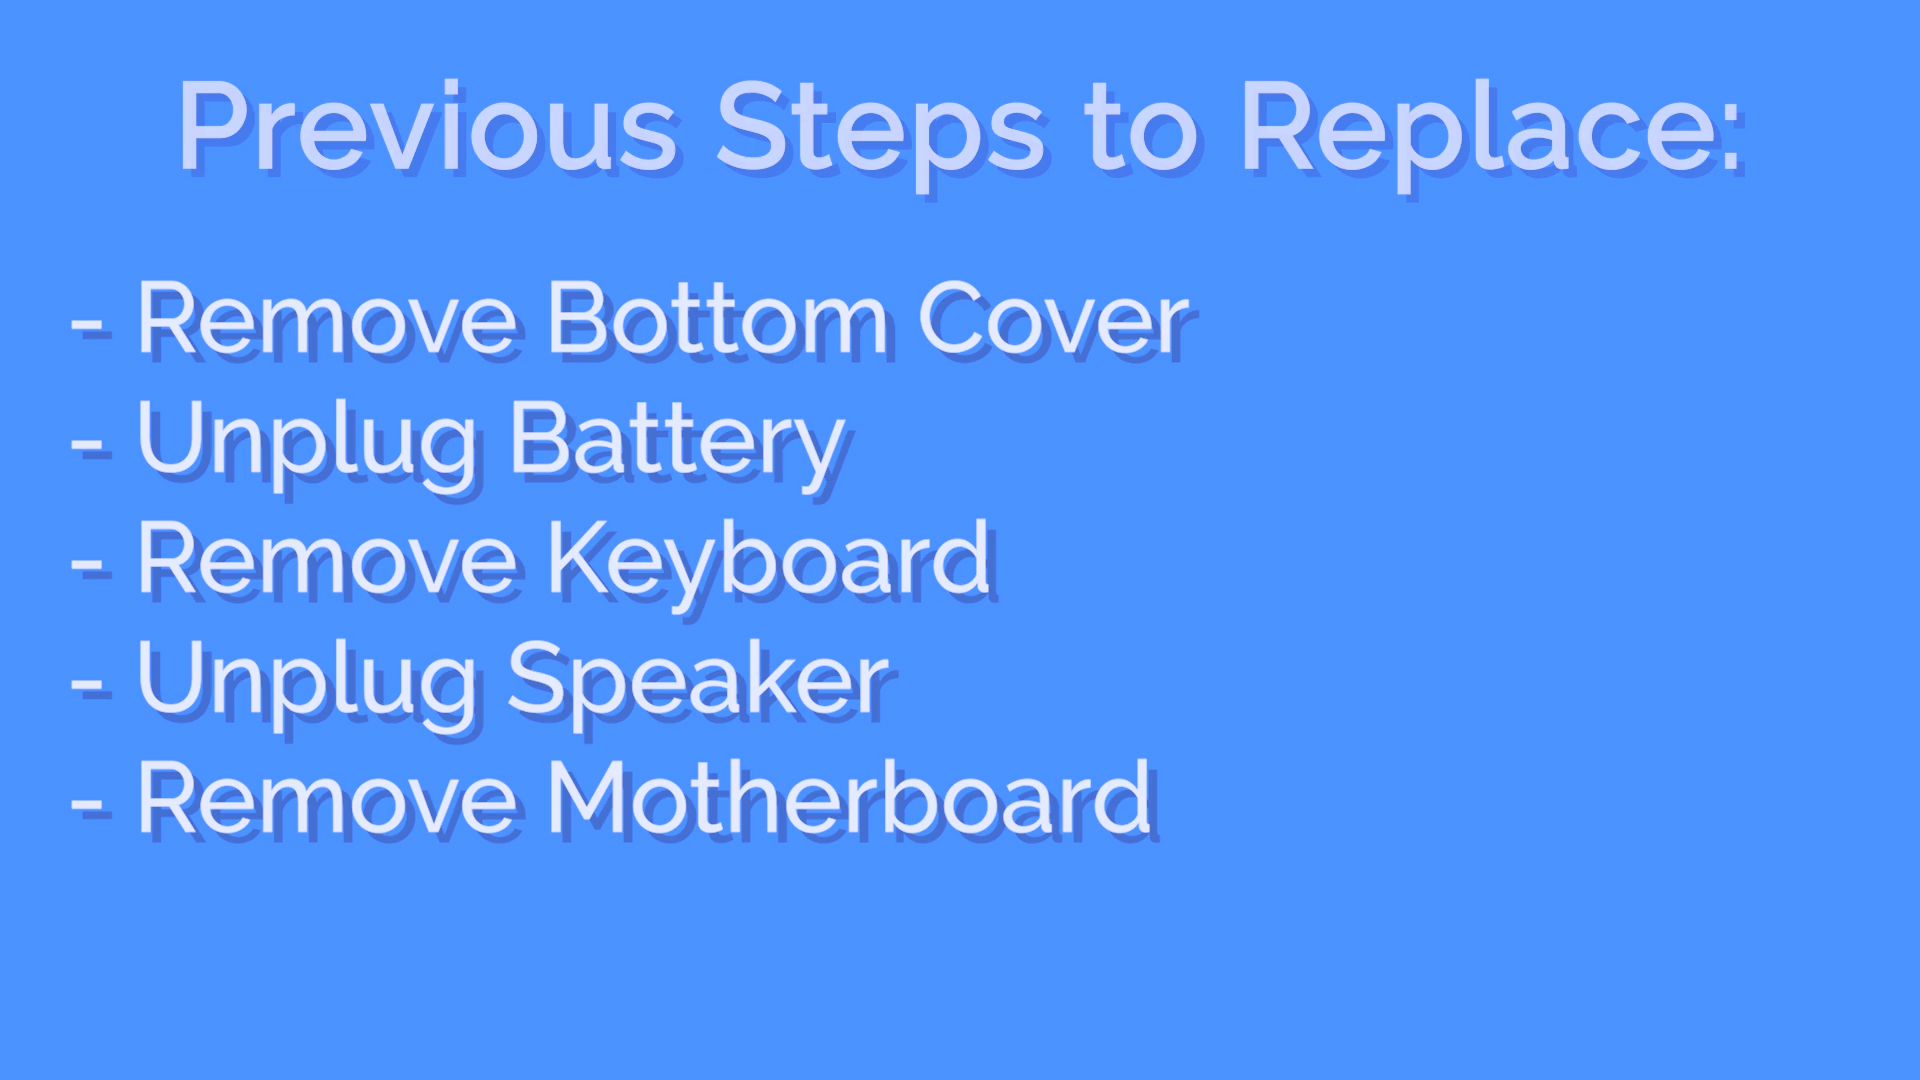 Previous Steps to Replace:
- Remove Bottom Cover
- Unplug Battery
- Remove Keyboard
- Unplug Speaker
- Remove Motherboard